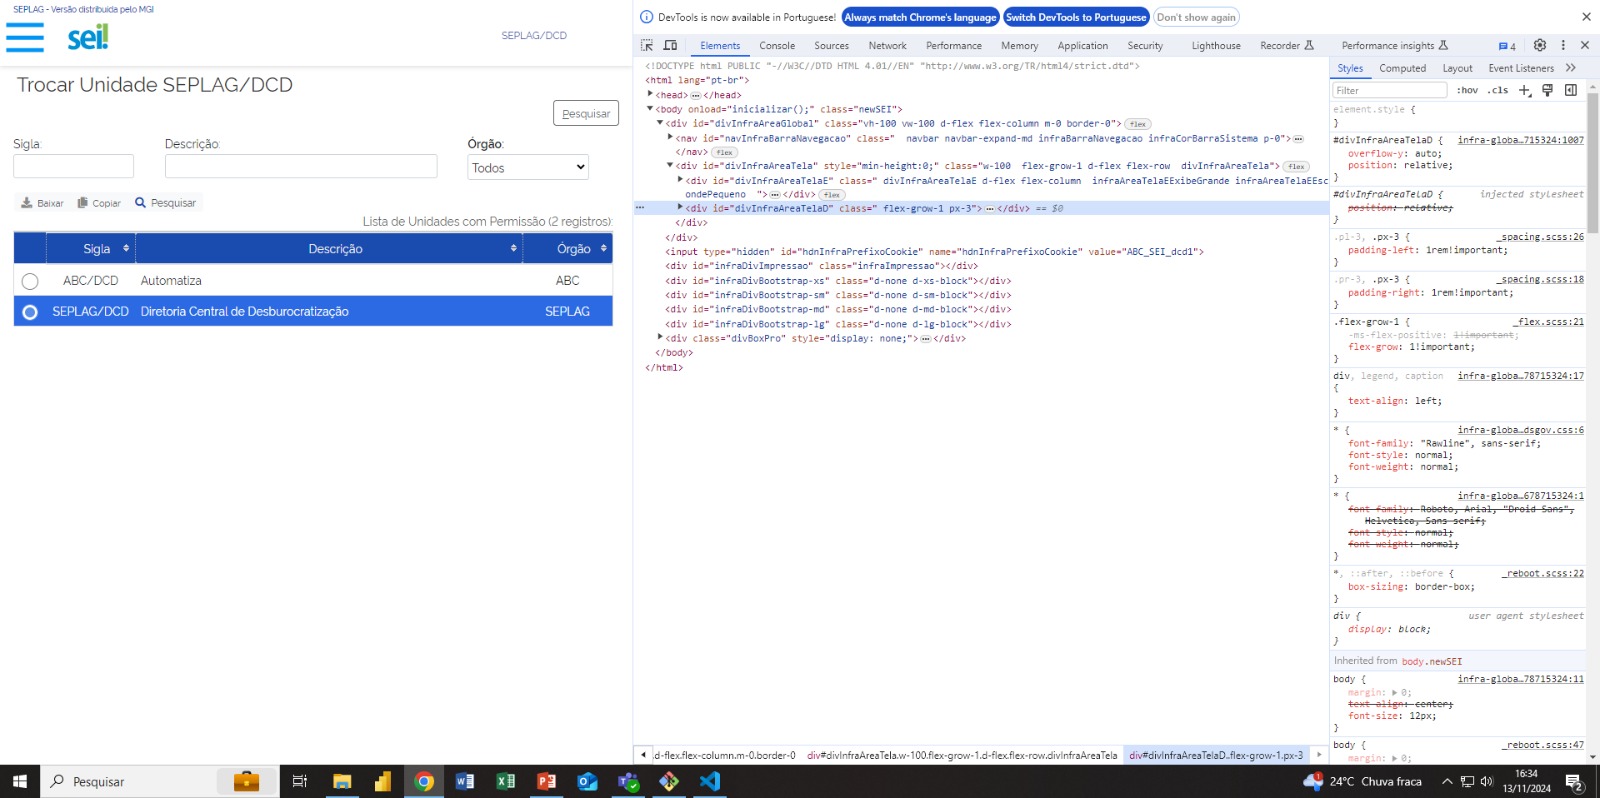 SEPLAG - Versão distribuída pelo MGI
sei!
SEPLAG/DCD
Trocar Unidade SEPLAG/DCD
Pesquisar
Sigla:
Descrição:
Órgão:
Todos
Baixar
Copiar
Pesquisar
Lista de Unidades com Permissão (2 registros):
Sigla Descrição Órgão
ABC/DCD Automatiza ABC
SEPLAG/DCD Diretoria Central de Desburocratização SEPLAG
DevTools is now available in Portuguese! Always match Chrome's language Switch DevTools to Portuguese Don't show again
Elements Console Sources Network Performance Memory Application Security Lighthouse Recorder Performance insights 4
<!DOCTYPE html PUBLIC "-//W3C//DTD HTML 4.01//EN" "http://www.w3.org/TR/html4/strict.dtd">
<html lang="pt-br">
<head> … </head>
<body onload="inicializar();" class="newSEI">
<div id="divInfraAreaGlobal" class="vh-100 vw-100 d-flex flex-column m-0 border-0"> flex
<nav id="navInfraBarraNavegacao" class="  navbar navbar-expand-md infraBarraNavegacao infraCorBarraSistema p-0"> …
</nav> flex
<div id="divInfraAreaTela" style="min-height:0;" class="w-100  flex-grow-1 d-flex flex-row  divInfraAreaTela"> flex
<div id="divInfraAreaTelaE" class=" divInfraAreaTelaE d-flex flex-column  infraAreaTelaEExibeGrande infraAreaTelaEEsc
ondePequeno  "> … </div> flex
<div id="divInfraAreaTelaD" class=" flex-grow-1 px-3"> … </div> == $0
</div>
</div>
<input type="hidden" id="hdnInfraPrefixoCookie" name="hdnInfraPrefixoCookie" value="ABC_SEI_dcd1">
<div id="infraDivImpressao" class="infraImpressao"></div>
<div id="infraDivBootstrap-xs" class="d-none d-xs-block"></div>
<div id="infraDivBootstrap-sm" class="d-none d-sm-block"></div>
<div id="infraDivBootstrap-md" class="d-none d-md-block"></div>
<div id="infraDivBootstrap-lg" class="d-none d-lg-block"></div>
<div class="divBoxPro" style="display: none;"> … </div>
</body>
</html>
d-flex.flex-column.m-0.border-0 div#divInfraAreaTela.w-100.flex-grow-1.d-flex.flex-row.divInfraAreaTela div#divInfraAreaTelaD..flex-grow-1.px-3
Styles Computed Layout Event Listeners
Filter :hov .cls
element.style {
}
#divInfraAreaTelaD { infra-globa…715324:1007
overflow-y: auto;
position: relative;
}
#divInfraAreaTelaD { injected stylesheet
position: relative;
}
.pl-3, .px-3 { _spacing.scss:26
padding-left: 1rem!important;
}
.pr-3, .px-3 { _spacing.scss:18
padding-right: 1rem!important;
}
.flex-grow-1 { _flex.scss:21
-ms-flex-positive: 1!important;
flex-grow: 1!important;
}
div, legend, caption infra-globa…78715324:17
{
text-align: left;
}
* { infra-globa…dsgov.css:6
font-family: "Rawline", sans-serif;
font-style: normal;
font-weight: normal;
}
* { infra-globa…678715324:1
font-family: Roboto, Arial, "Droid Sans",
Helvetica, Sans-serif;
font-style: normal;
font-weight: normal;
}
*, ::after, ::before { _reboot.scss:22
box-sizing: border-box;
}
div { user agent stylesheet
display: block;
}
Inherited from body.newSEI
body { infra-globa…78715324:11
margin: 0;
text-align: center;
font-size: 12px;
}
body { _reboot.scss:47
margin: 0;
Pesquisar
24°C Chuva fraca
16:34
13/11/2024
2